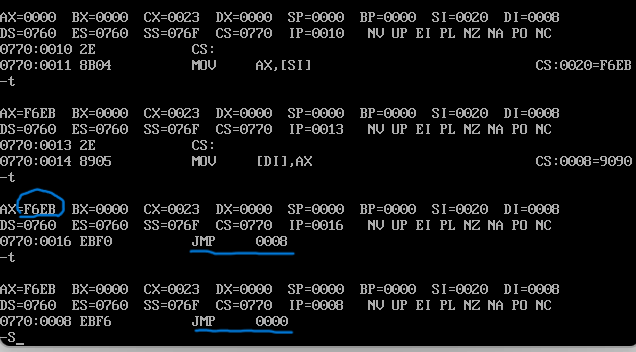 AX=0000  BX=0000  CX=0023  DX=0000  SP=0000  BP=0000  SI=0020  DI=0008
DS=0760  ES=0760  SS=076F  CS=0770  IP=0010   NV UP EI PL NZ NA PO NC
0770:0010 2E            CS:
0770:0011 8B04          MOV     AX,[SI]                            CS:0020=F6EB
-t
AX=F6EB  BX=0000  CX=0023  DX=0000  SP=0000  BP=0000  SI=0020  DI=0008
DS=0760  ES=0760  SS=076F  CS=0770  IP=0013   NV UP EI PL NZ NA PO NC
0770:0013 2E            CS:
0770:0014 8905          MOV     [DI],AX                            CS:0008=9090
-t
AX=F6EB  BX=0000  CX=0023  DX=0000  SP=0000  BP=0000  SI=0020  DI=0008
DS=0760  ES=0760  SS=076F  CS=0770  IP=0016   NV UP EI PL NZ NA PO NC
0770:0016 EBF0          JMP     0008
-t
AX=F6EB  BX=0000  CX=0023  DX=0000  SP=0000  BP=0000  SI=0020  DI=0008
DS=0760  ES=0760  SS=076F  CS=0770  IP=0008   NV UP EI PL NZ NA PO NC
0770:0008 EBF6          JMP     0000
-S_